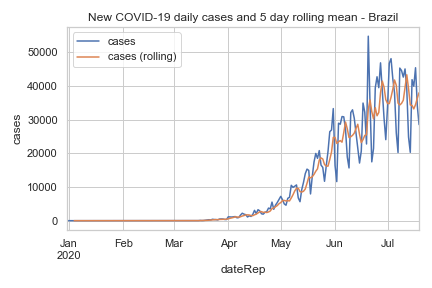 New COVID-19 daily cases and 5 day rolling mean - Brazil
cases
cases (rolling)
50000
40000
30000
20000
10000
0
cases
Jan Feb Mar Apr May Jun Jul
2020
dateRep